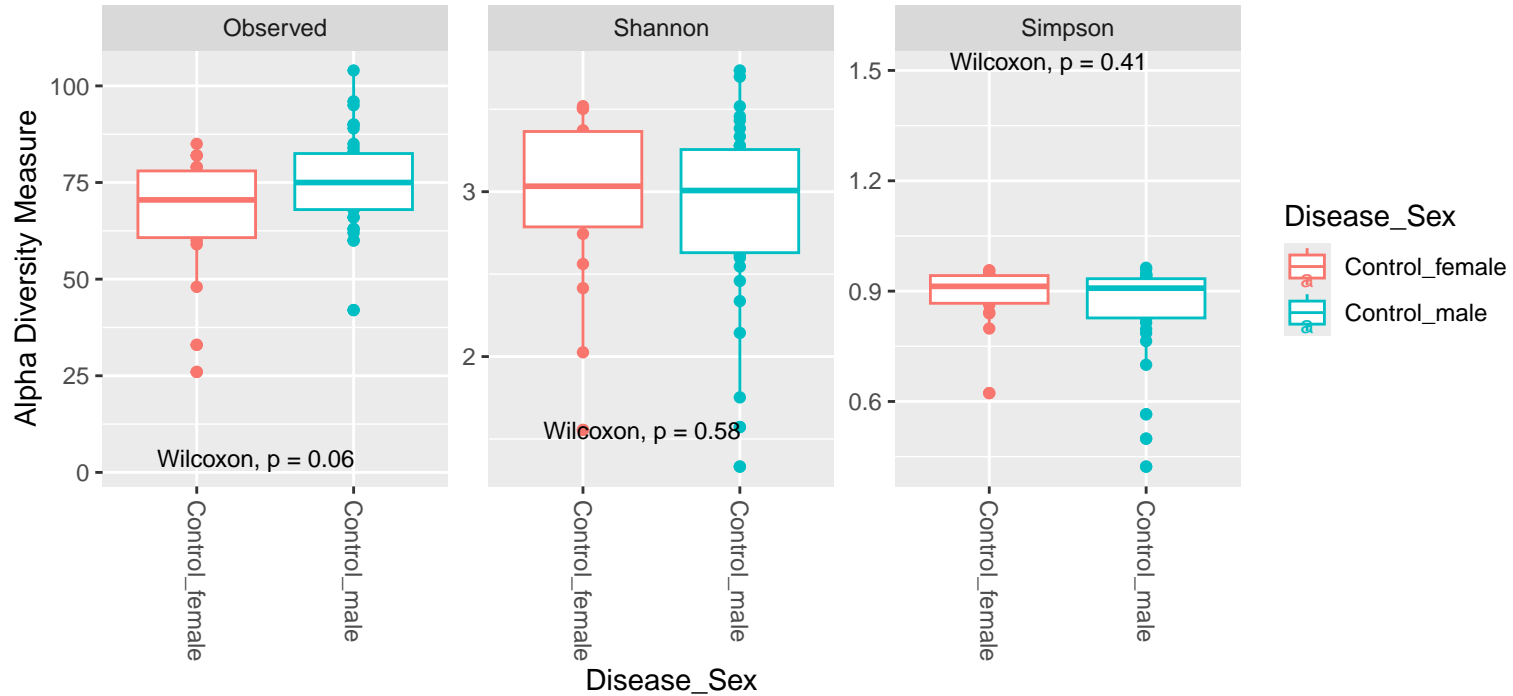 Observed
Shannon
Simpson
Alpha Diversity Measure
100
75
50
25
0
Wilcoxon, p = 0.06
3
2
Wilcoxon, p = 0.58
1.5
1.2
0.9
0.6
Wilcoxon, p = 0.41
Control_female
Control_male
Control_female
Control_male
Control_female
Control_male
Disease_Sex
Disease_Sex
a Control_female
a Control_male